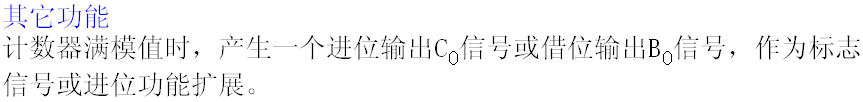 其它功能
计数器满模值时，产生一个进位输出C₀信号或借位输出B₀信号，作为标志
信号或进位功能扩展。